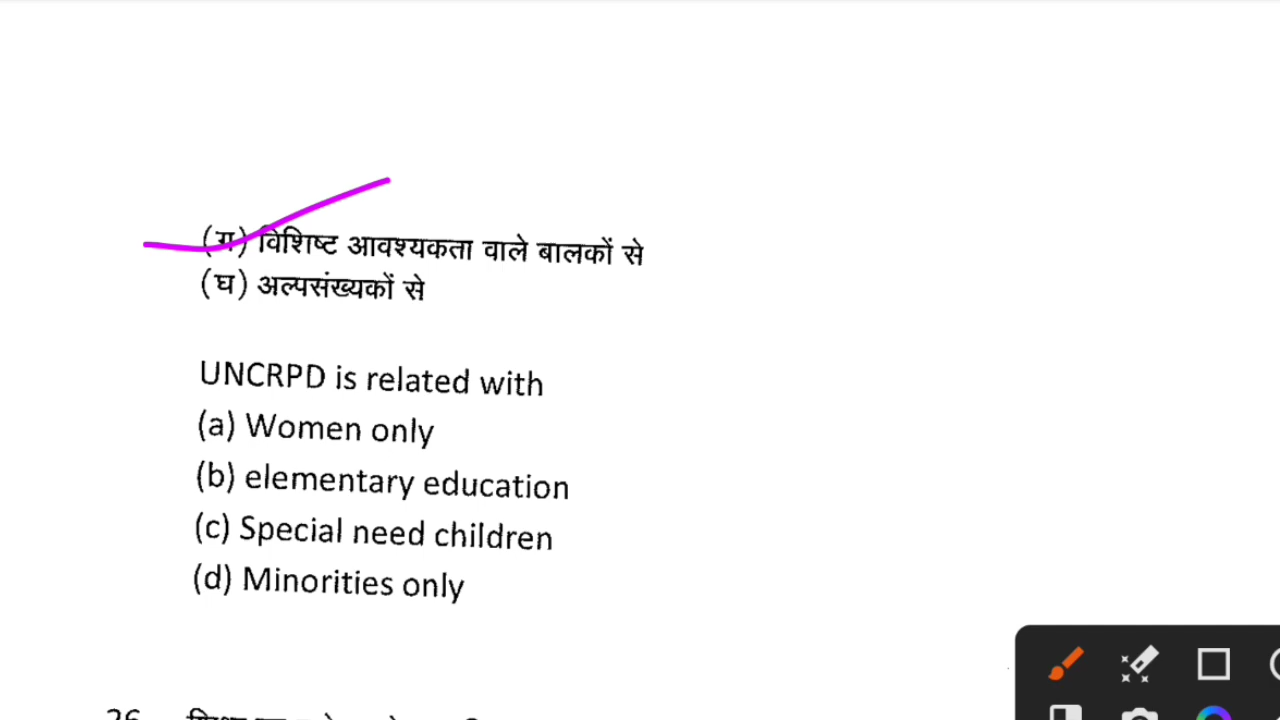 (ग) विशिष्ट आवश्यकता वाले बालकों से
(घ) अल्पसंख्यकों से
UNCRPD is related with
(a) Women only
(b) elementary education
(c) Special need children
(d) Minorities only
26